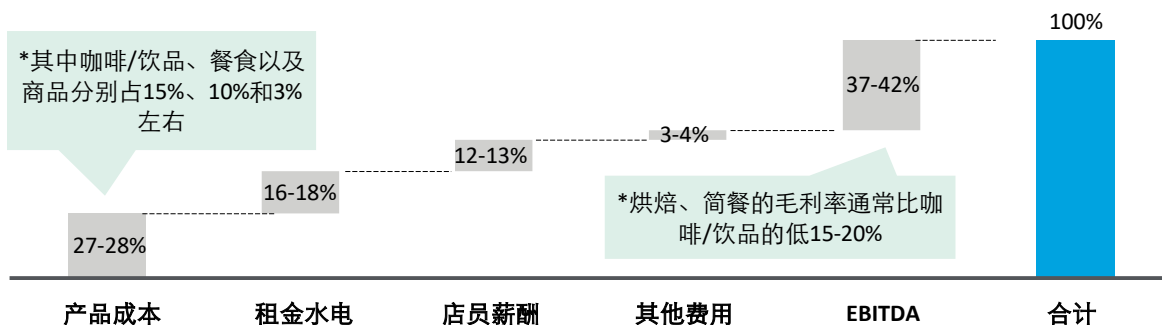 100%
*其中咖啡/饮品、餐食以及
商品分别占15%、10%和3%
左右
37-42%
3-4%
12-13%
16-18%
*烘焙、简餐的毛利率通常比咖
啡/饮品的低15-20%
27-28%
产品成本 租金水电 店员薪酬 其他费用 EBITDA 合计